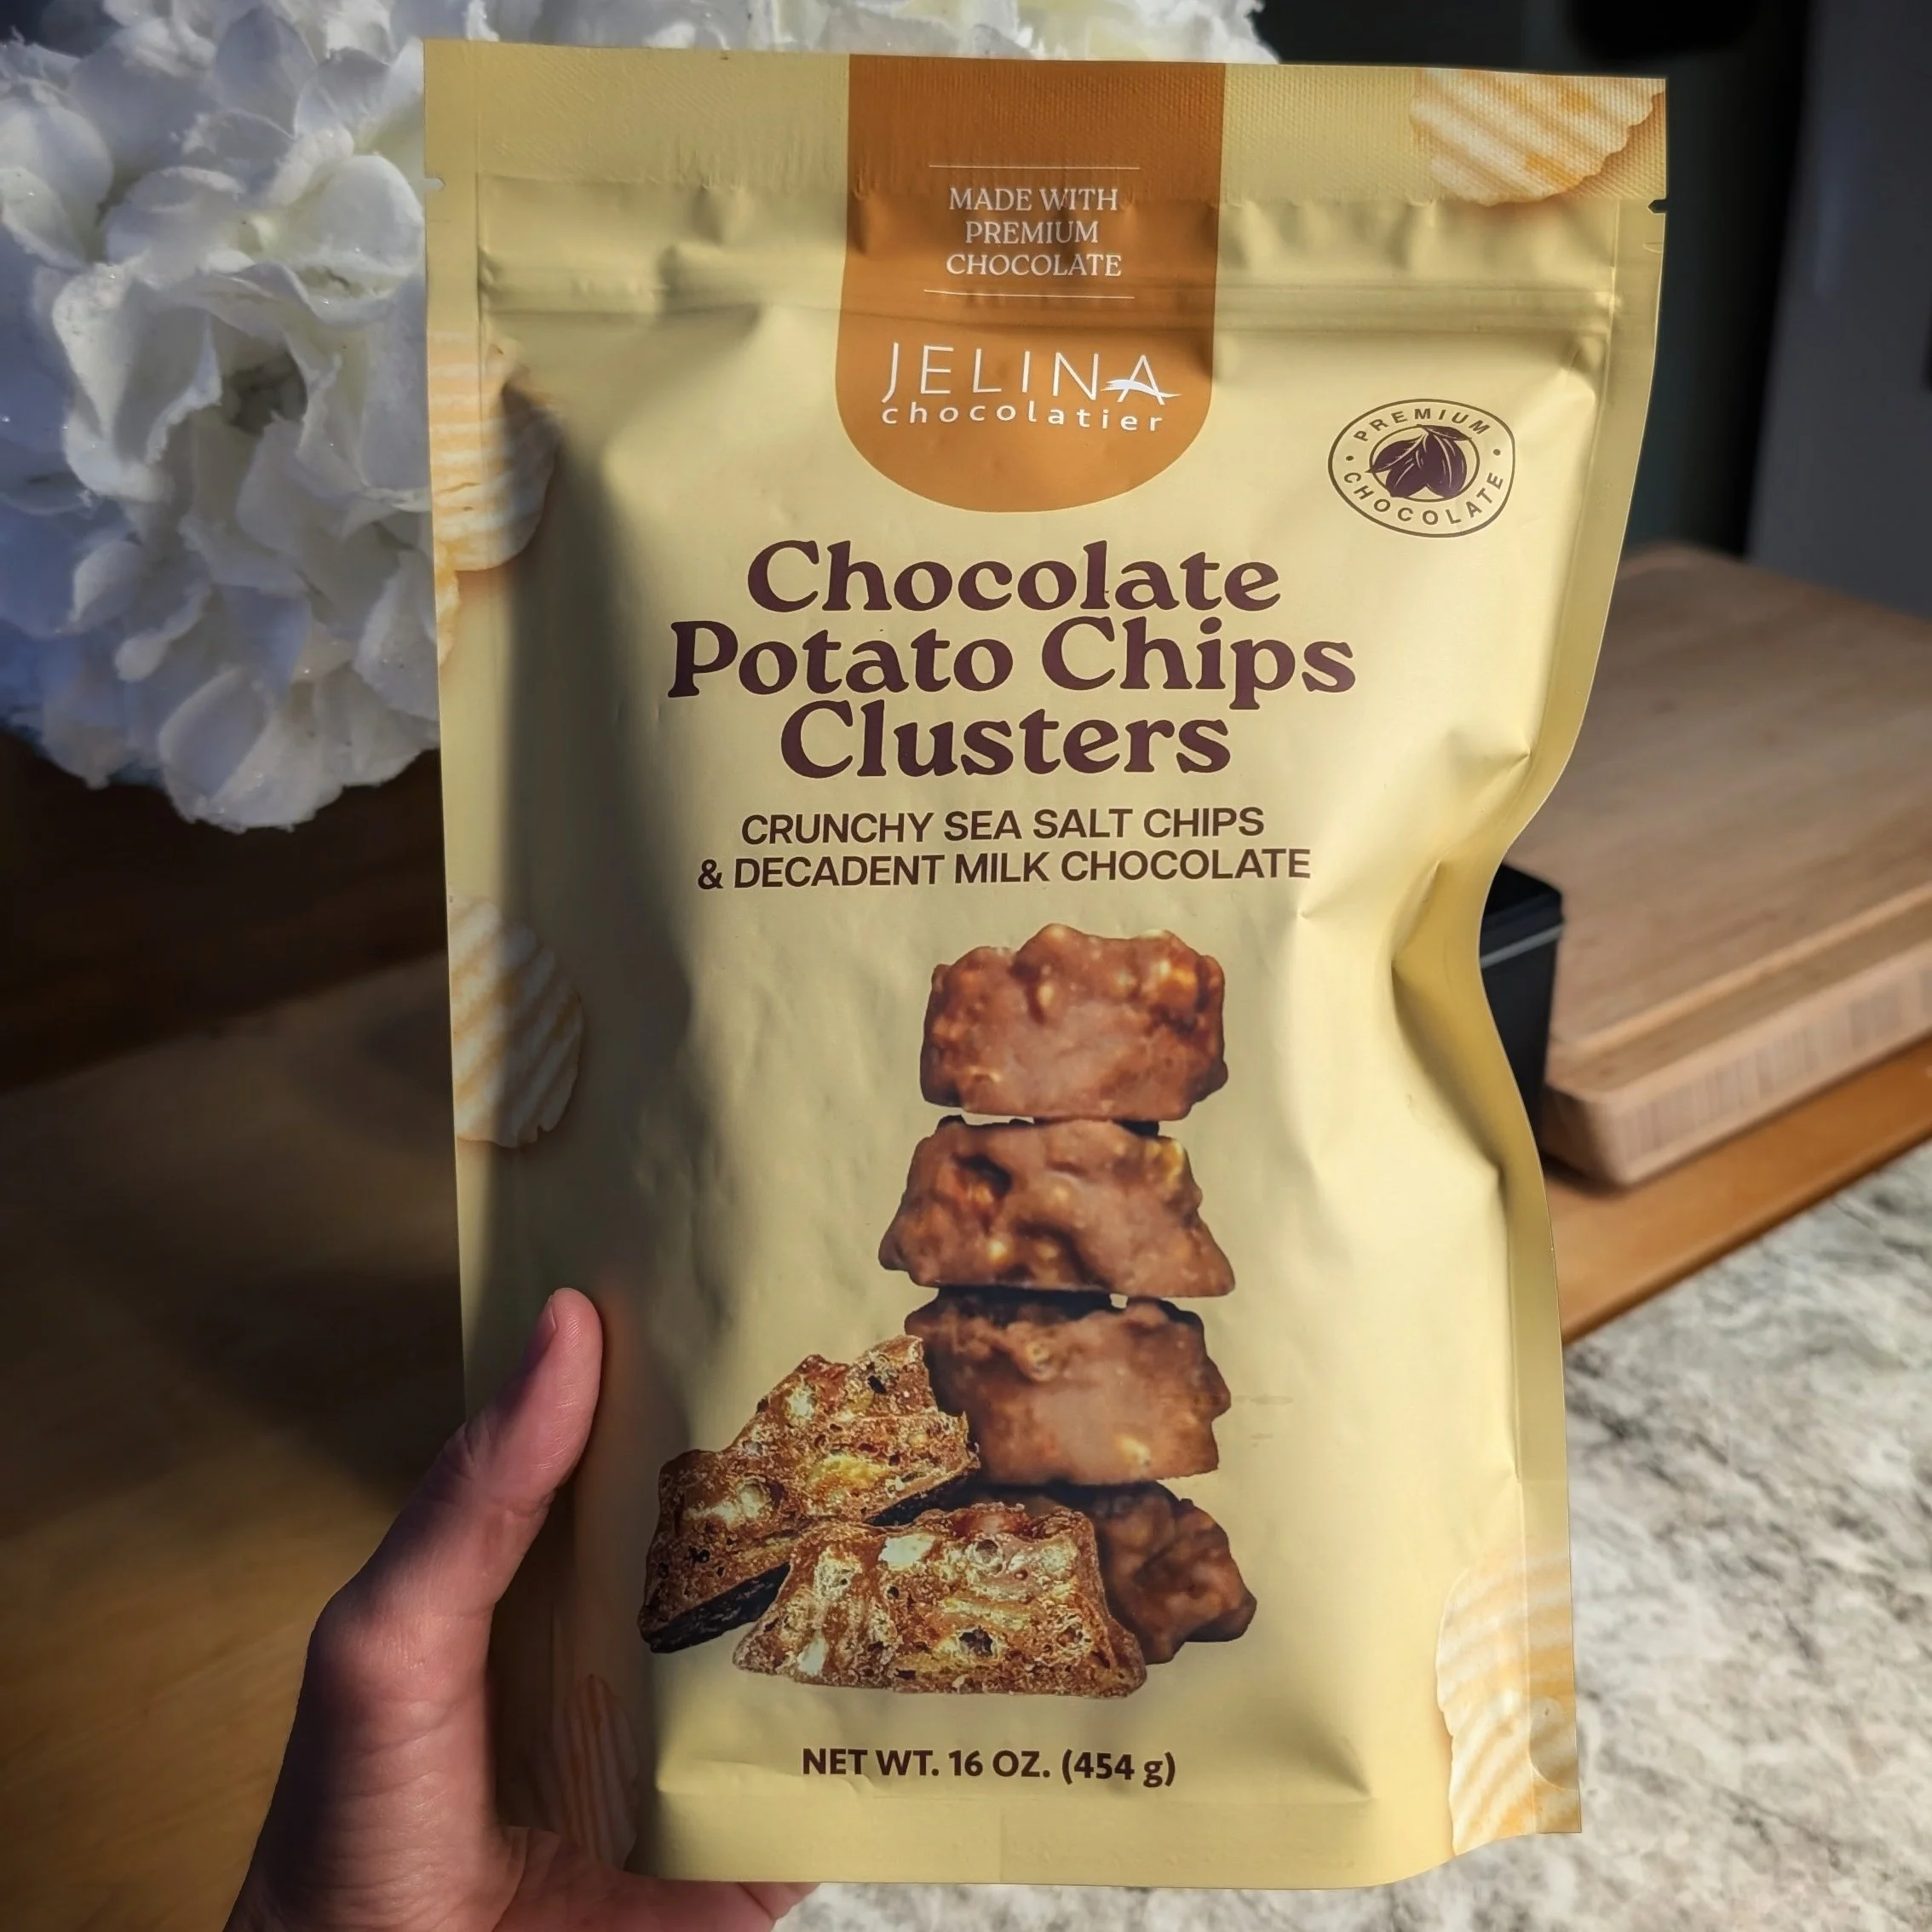 MADE WITH
PREMIUM
CHOCOLATE
JELINA
chocolatier
PREMIUM
CHOCOLATE
Chocolate
Potato Chips
Clusters
CRUNCHY SEA SALT CHIPS
& DECADENT MILK CHOCOLATE
NET WT. 16 OZ. (454 g)